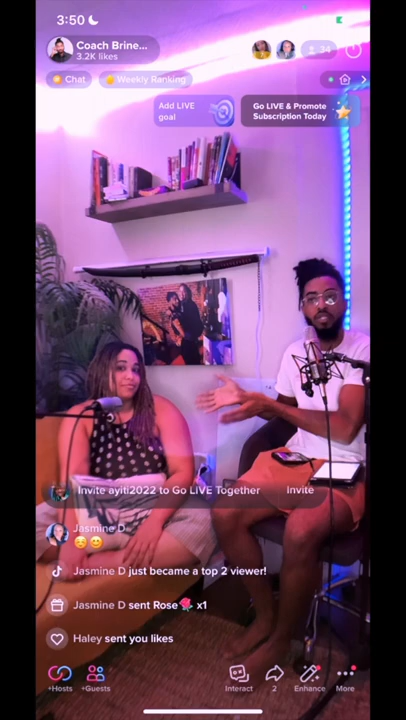 3:50
Coach Brine...
3.2K likes
34
Chat
Weekly Ranking
Add LIVE
goal
Go LIVE & Promote
Subscription Today
Invite ayiti2022 to Go LIVE Together
Invite
Jasmine D
☺️😊
Jasmine D just became a top 2 viewer!
Jasmine D sent Rose🌹 x1
Haley sent you likes
+Hosts
+Guests
Interact
2
Enhance
More